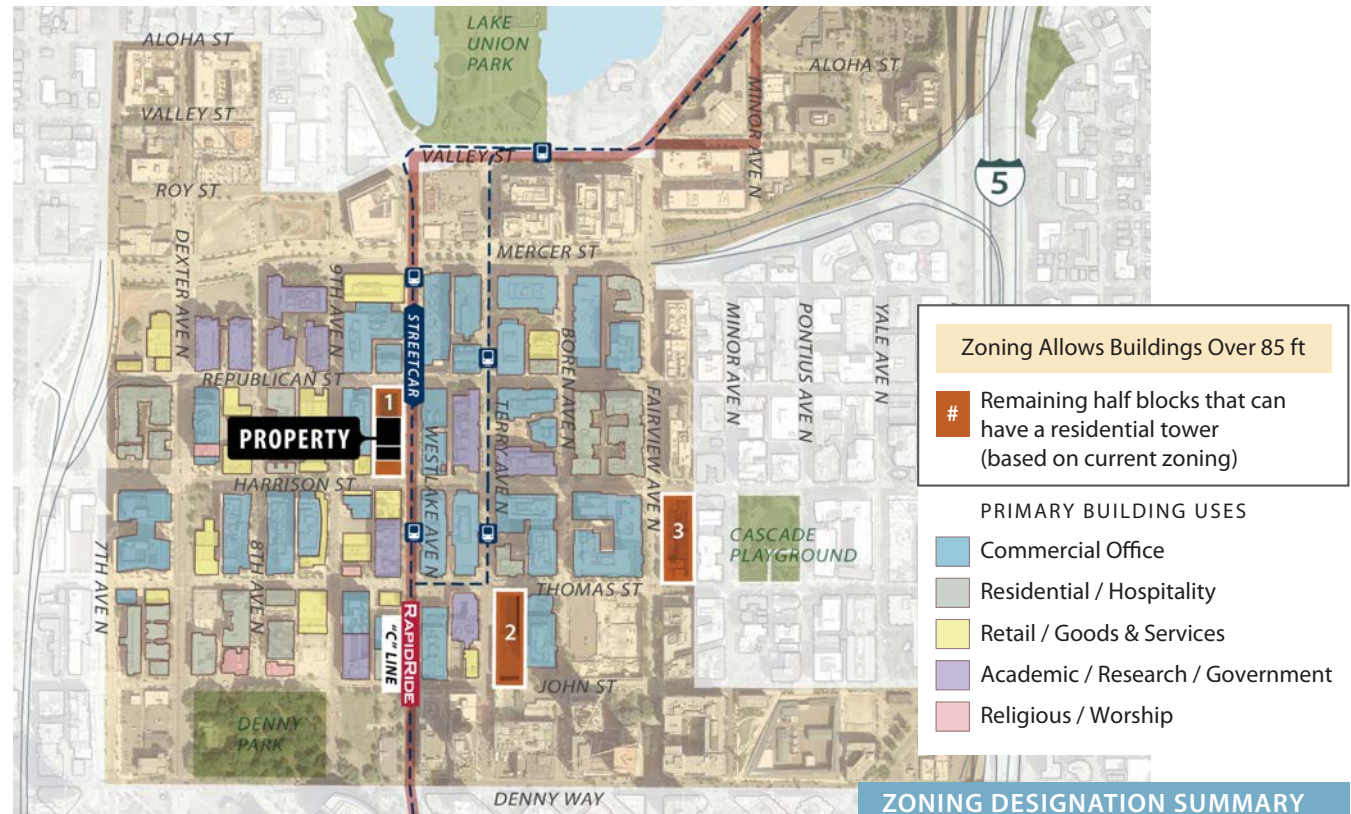 ALOHA ST
LAKE
UNION
PARK
ALOHA ST
VALLEY ST
MINOR AVE N
VALLEY ST
ROY ST
5
DEXTER AVE N
MERCER ST
9TH AVE N
STREETCAR
BOREN AVE N
MINOR AVE N
PONTIUS AVE N
YALE AVE N
REPUBLICAN ST
1
PROPERTY
WESTLAKE AVE N
TERRY AVE N
FAIRVIEW AVE N
HARRISON ST
7TH AVE N
8TH AVE N
3
CASCADE
PLAYGROUND
THOMAS ST
RAPIDRIDE
"C" LINE
2
JOHN ST
DENNY
PARK
DENNY WAY
Zoning Allows Buildings Over 85 ft
#
Remaining half blocks that can
have a residential tower
(based on current zoning)
PRIMARY BUILDING USES
Commercial Office
Residential / Hospitality
Retail / Goods & Services
Academic / Research / Government
Religious / Worship
ZONING DESIGNATION SUMMARY